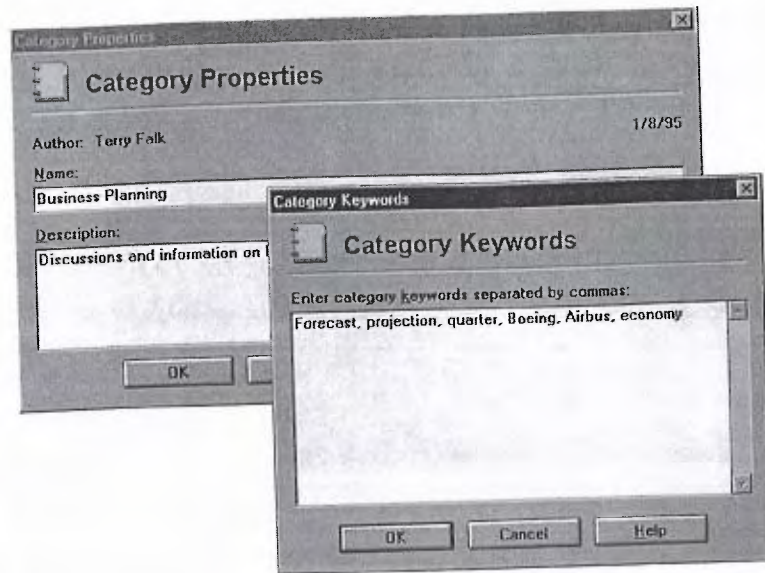 Category Properties
Category Properties
Author: Terry Falk
1/8/95
Name:
Business Planning
Description:
Discussions and information on
OK
Category Keywords
Category Keywords
Enter category keywords separated by commas:
Forecast, projection, quarter, Boeing, Airbus, economy
OK
Cancel
Help